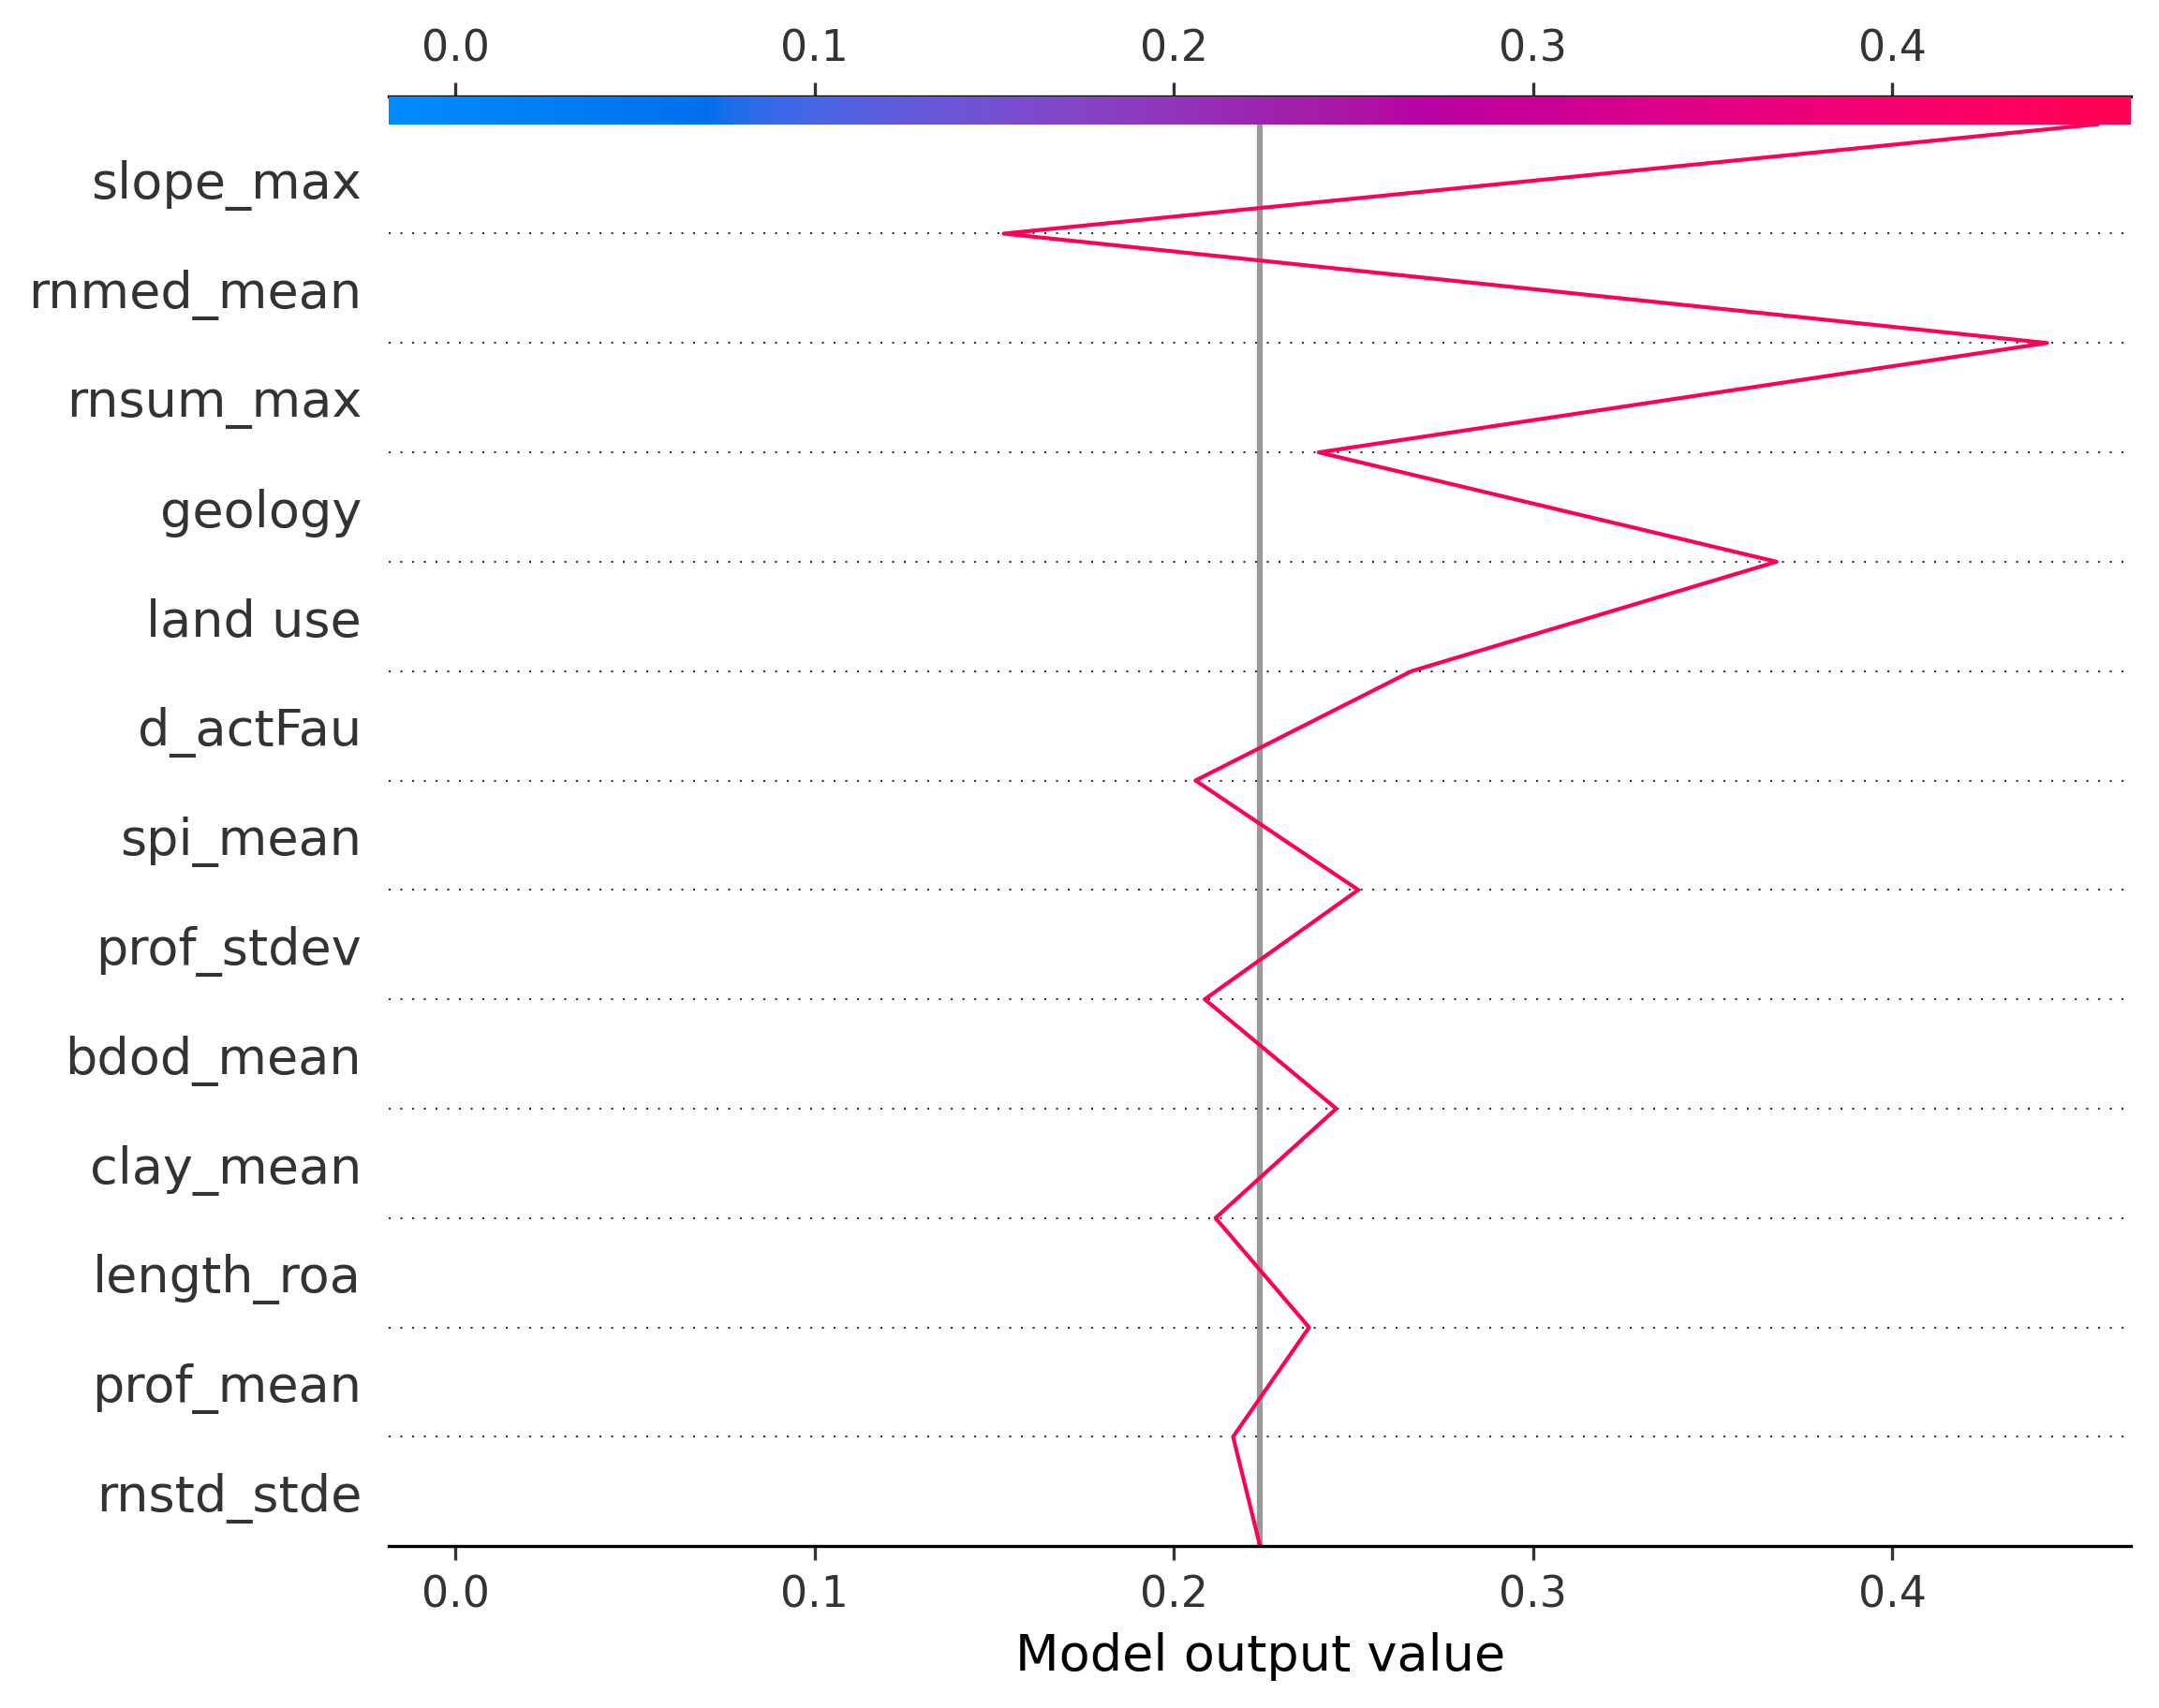 0.0 0.1 0.2 0.3 0.4
slope_max
rnmed_mean
rnsum_max
geology
land use
d_actFau
spi_mean
prof_stdev
bdod_mean
clay_mean
length_roa
prof_mean
rnstd_stde
0.0 0.1 0.2 0.3 0.4
Model output value